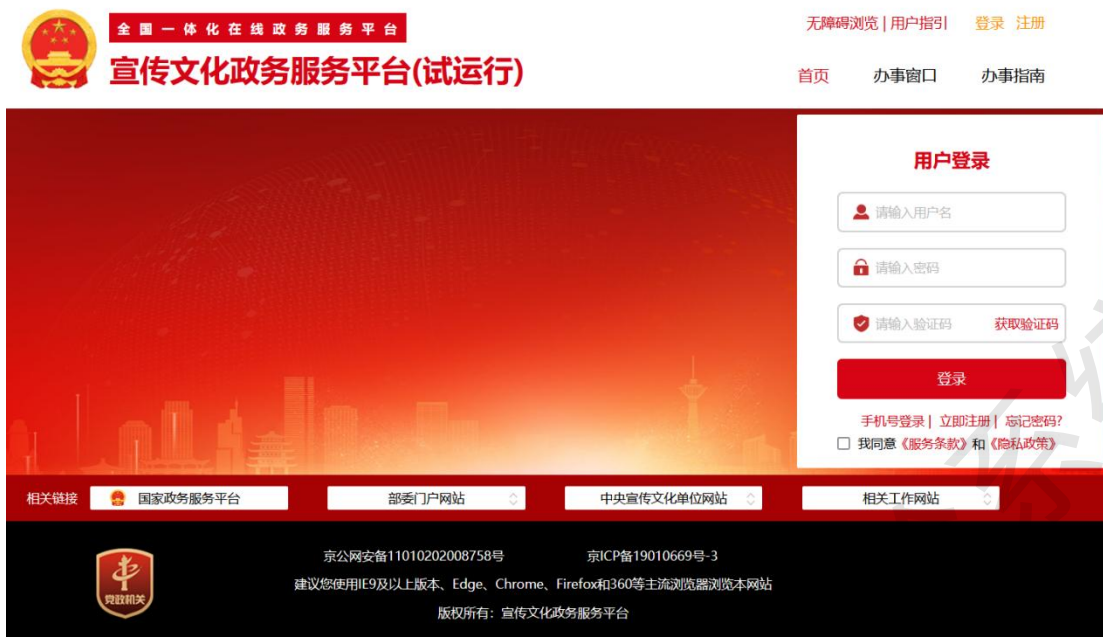 无障碍浏览 | 用户指引 登录 注册
全国一体化在线政务服务平台
宣传文化政务服务平台(试运行)
首页 办事窗口 办事指南
用户登录
请输入用户名
请输入密码
请输入验证码 获取验证码
登录
手机号登录 | 立即注册 | 忘记密码?
我同意《服务条款》和《隐私政策》
相关链接 国家政务服务平台 部委门户网站 中央宣传文化单位网站 相关工作网站
京公网安备11010202008758号 京ICP备19010669号-3
建议您使用IE9及以上版本、Edge、Chrome、Firefox和360等主流浏览器浏览本网站
版权所有：宣传文化政务服务平台
党政机关